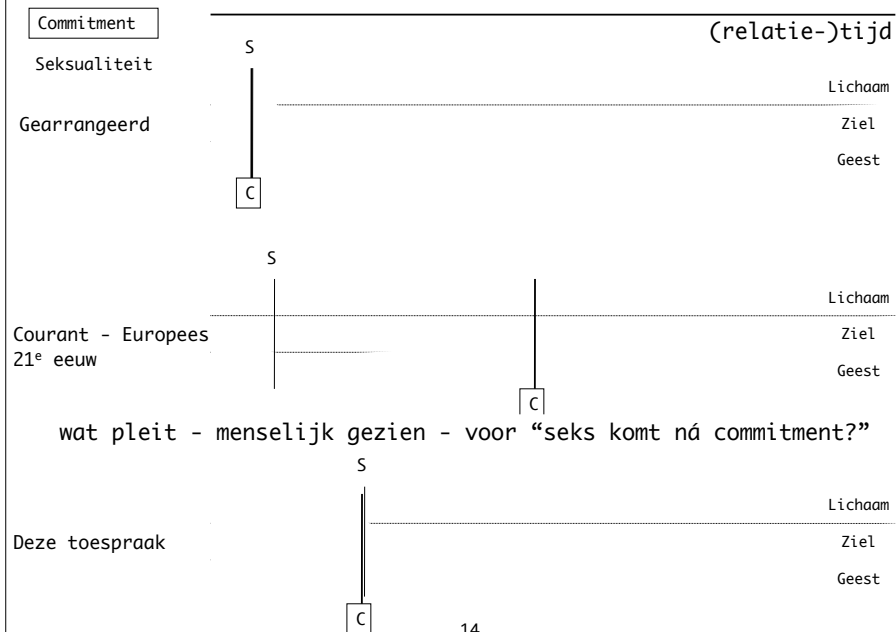 Commitment
(relatie-)tijd
S
Seksualiteit
Lichaam
Gearrangeerd
Ziel
Geest
C
S
Lichaam
Courant - Europees
Ziel
21e eeuw
Geest
C
wat pleit - menselijk gezien - voor “seks komt ná commitment?”
S
Lichaam
Deze toespraak
Ziel
Geest
C
14